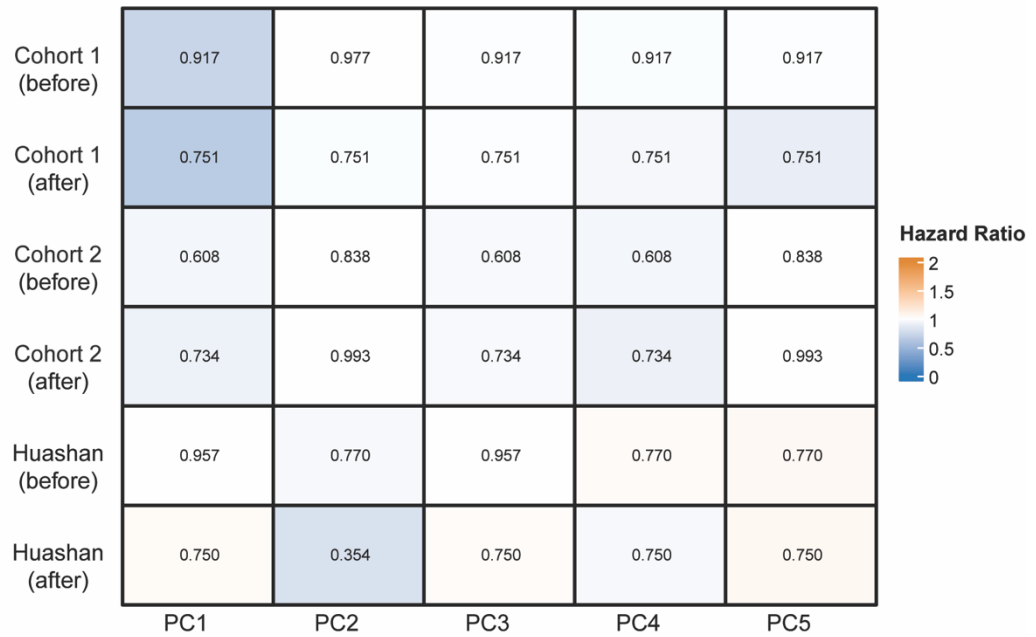 Cohort 1
(before)
0.917 0.977 0.917 0.917 0.917
Cohort 1
(after)
0.751 0.751 0.751 0.751 0.751
Cohort 2
(before)
0.608 0.838 0.608 0.608 0.838
Cohort 2
(after)
0.734 0.993 0.734 0.734 0.993
Huashan
(before)
0.957 0.770 0.957 0.770 0.770
Huashan
(after)
0.750 0.354 0.750 0.750 0.750
PC1 PC2 PC3 PC4 PC5
Hazard Ratio
2
1.5
1
0.5
0